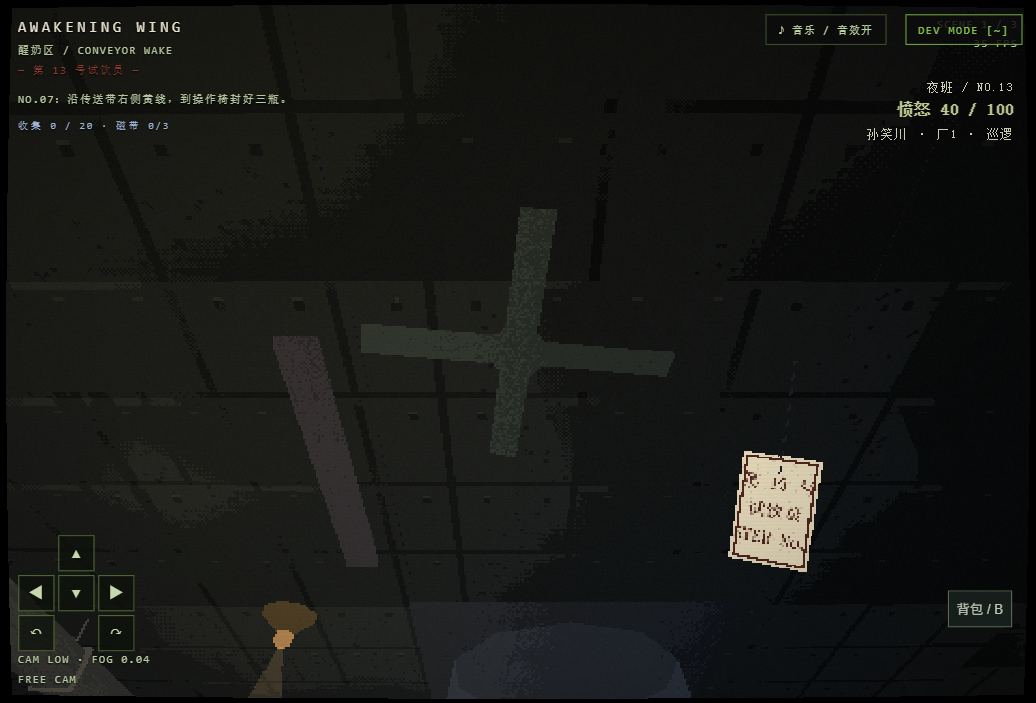 AWAKENING WING
醒奶区 / CONVEYOR WAKE
— 第 13 号试饮员 —
NO.07: 沿传送带右侧黄线，到操作椅封好三瓶。
收集 0 / 20 · 磁带 0/3
♪ 音乐 / 音效开
DEV MODE [~]
夜班 / NO.13
愤怒 40 / 100
孙笑川 · 厂1 · 巡逻
试饮员
背包 / B
CAM LOW · FOG 0.04
FREE CAM